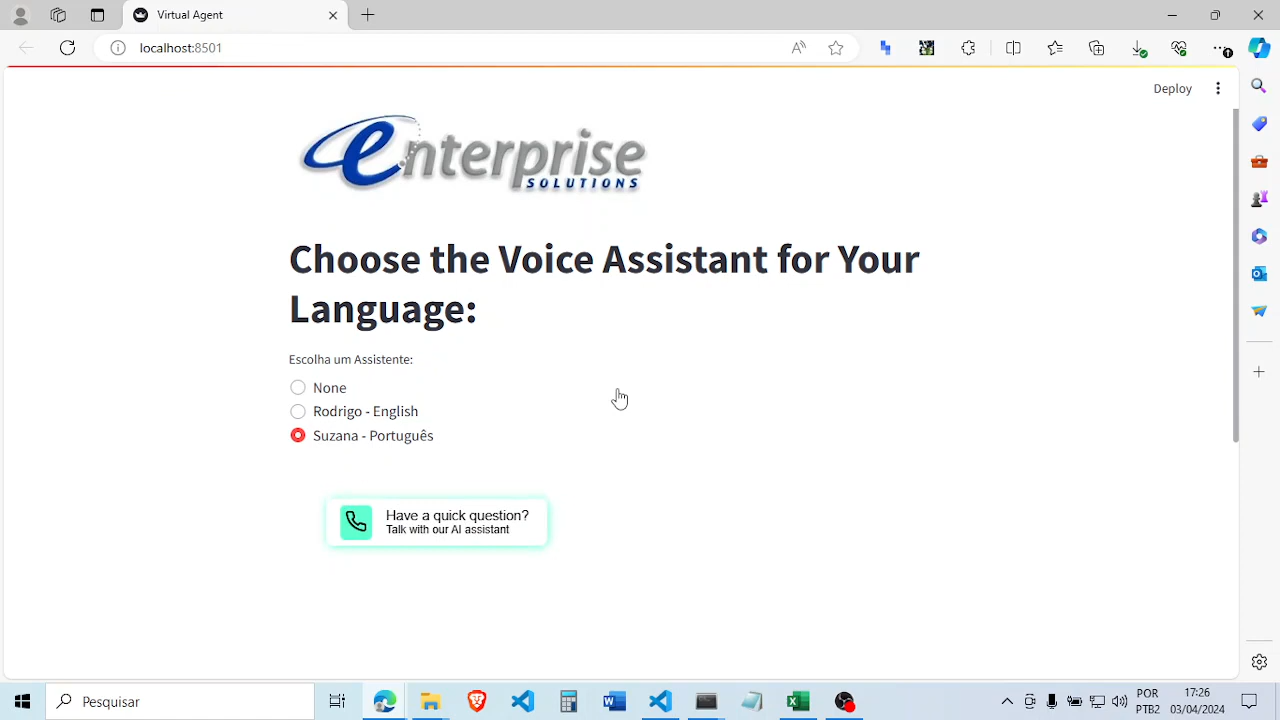 Virtual Agent
localhost:8501
Deploy
enterprise
SOLUTIONS
Choose the Voice Assistant for Your
Language:
Escolha um Assistente:
None
Rodrigo - English
Suzana - Português
Have a quick question?
Talk with our AI assistant
Pesquisar
POR
PTB2
17:26
03/04/2024